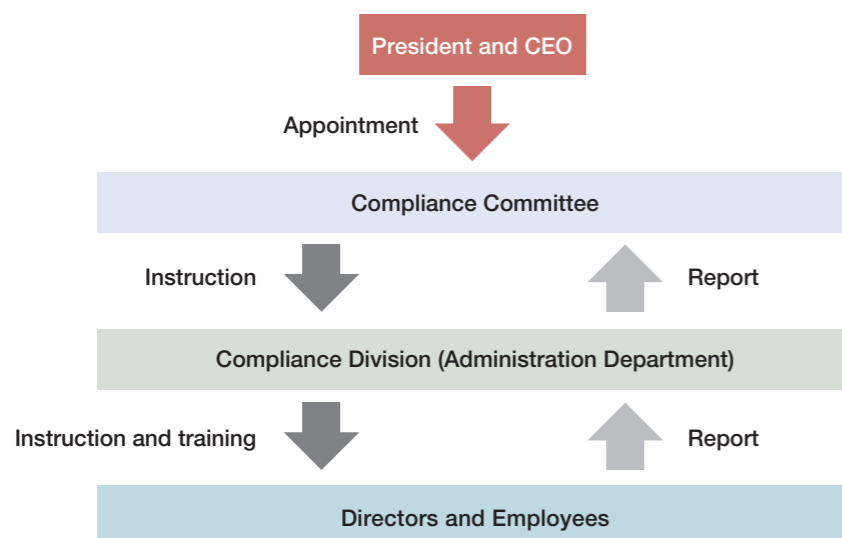 President and CEO
Appointment
Compliance Committee
Instruction
Report
Compliance Division (Administration Department)
Instruction and training
Report
Directors and Employees